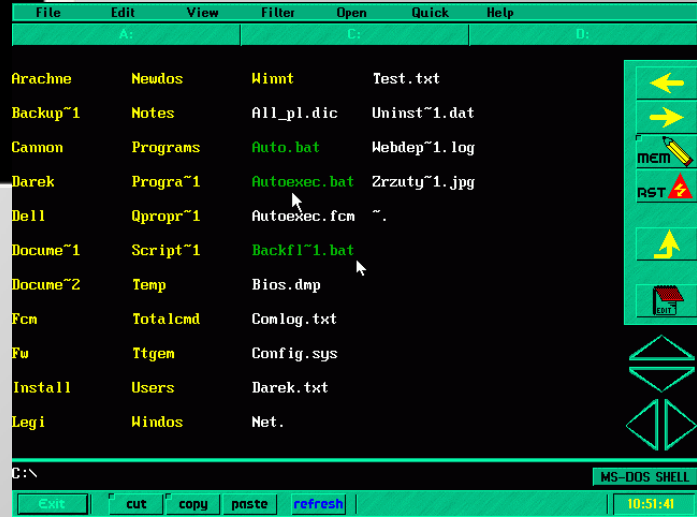 File Edit View Filter Open Quick Help
A: C: D:
Arachne Newdos Winnt Test.txt
Backup~1 Notes All_pl.dic Uninst~1.dat
Cannon Programs Auto.bat Webdep~1.log
MEM
Darek Progra~1 Autoexec.bat Zrzuty~1.jpg
RST
Dell Qpropr~1 Autoexec.fcm ~.
Docume~1 Script~1 Backfl~1.bat
Docume~2 Temp Bios.dmp
EDIT
Fcm Totalcmd Comlog.txt
Fw Ttgem Config.sys
Install Users Darek.txt
Legi Windos Net.
C:\
MS-DOS SHELL
Exit cut copy paste refresh 10:51:41